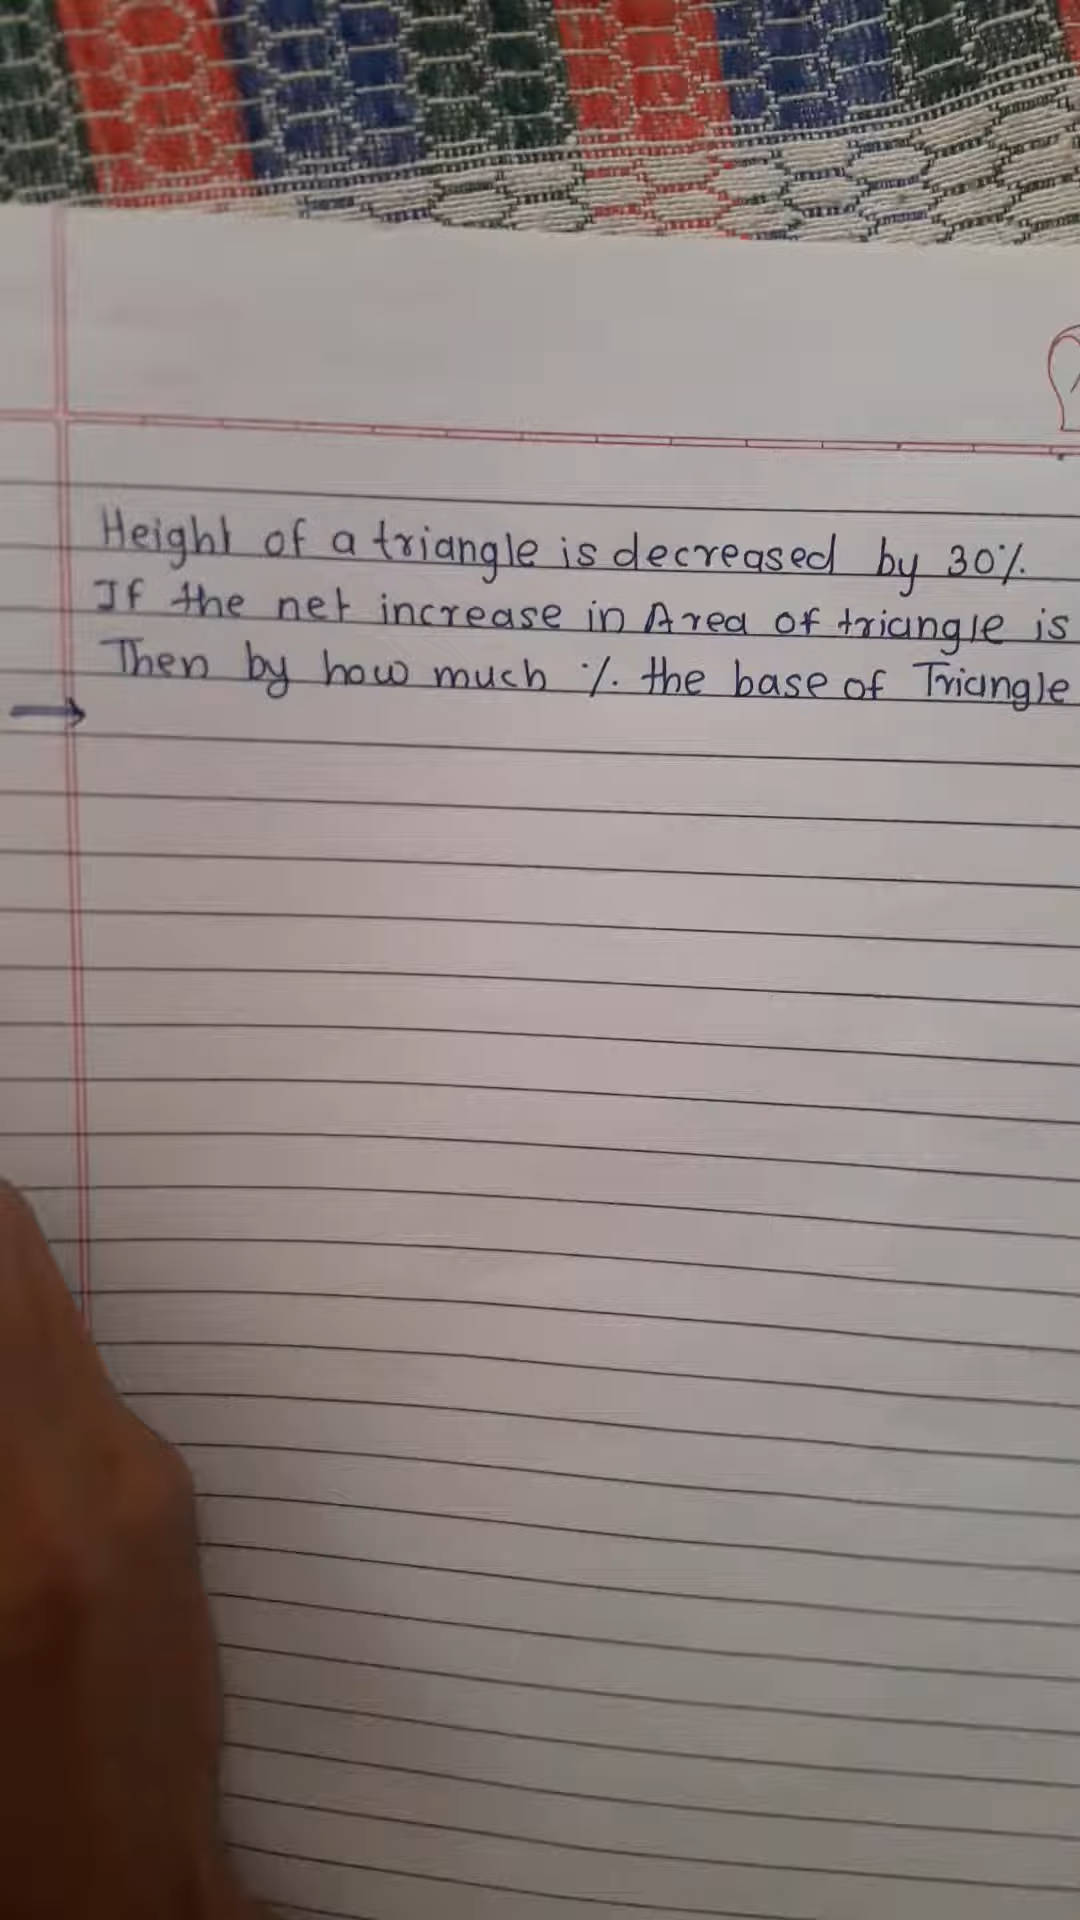 Height of a triangle is decreased by 30%.
If the net increase in Area of triangle is
Then by how much % the base of Triangle